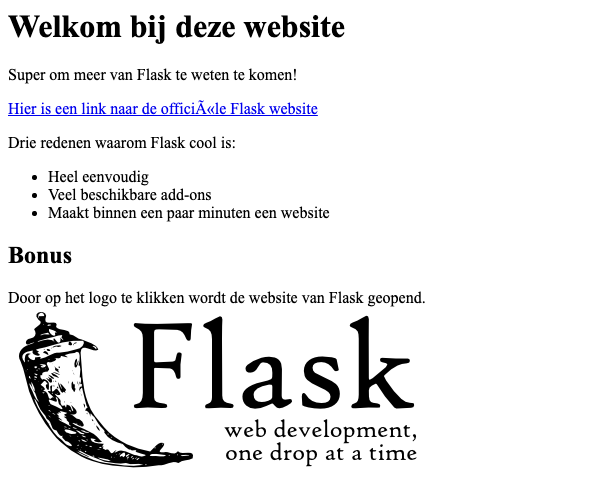 Welkom bij deze website
Super om meer van Flask te weten te komen!
Hier is een link naar de officiÃ«le Flask website
Drie redenen waarom Flask cool is:
• Heel eenvoudig
• Veel beschikbare add-ons
• Maakt binnen een paar minuten een website
Bonus
Door op het logo te klikken wordt de website van Flask geopend.
Flask
web development,
one drop at a time